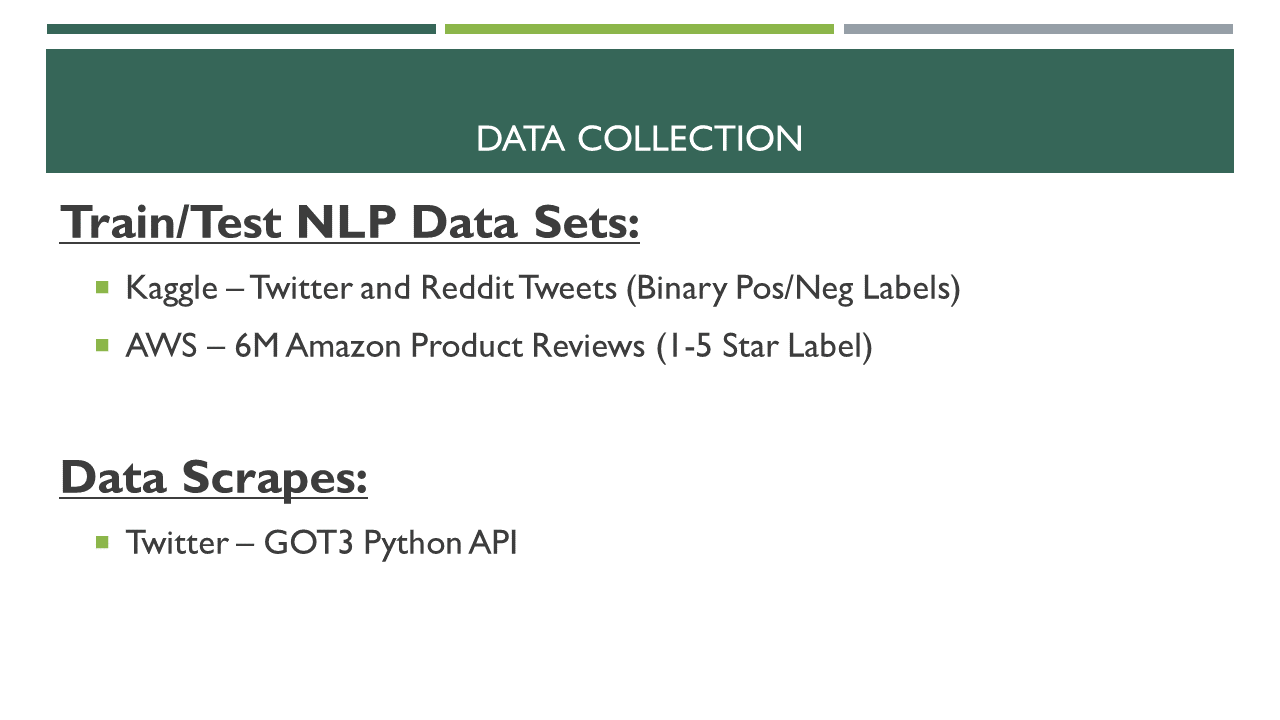 DATA COLLECTION
Train/Test NLP Data Sets:
Kaggle – Twitter and Reddit Tweets (Binary Pos/Neg Labels)
AWS – 6M Amazon Product Reviews (1-5 Star Label)
Data Scrapes:
Twitter – GOT3 Python API